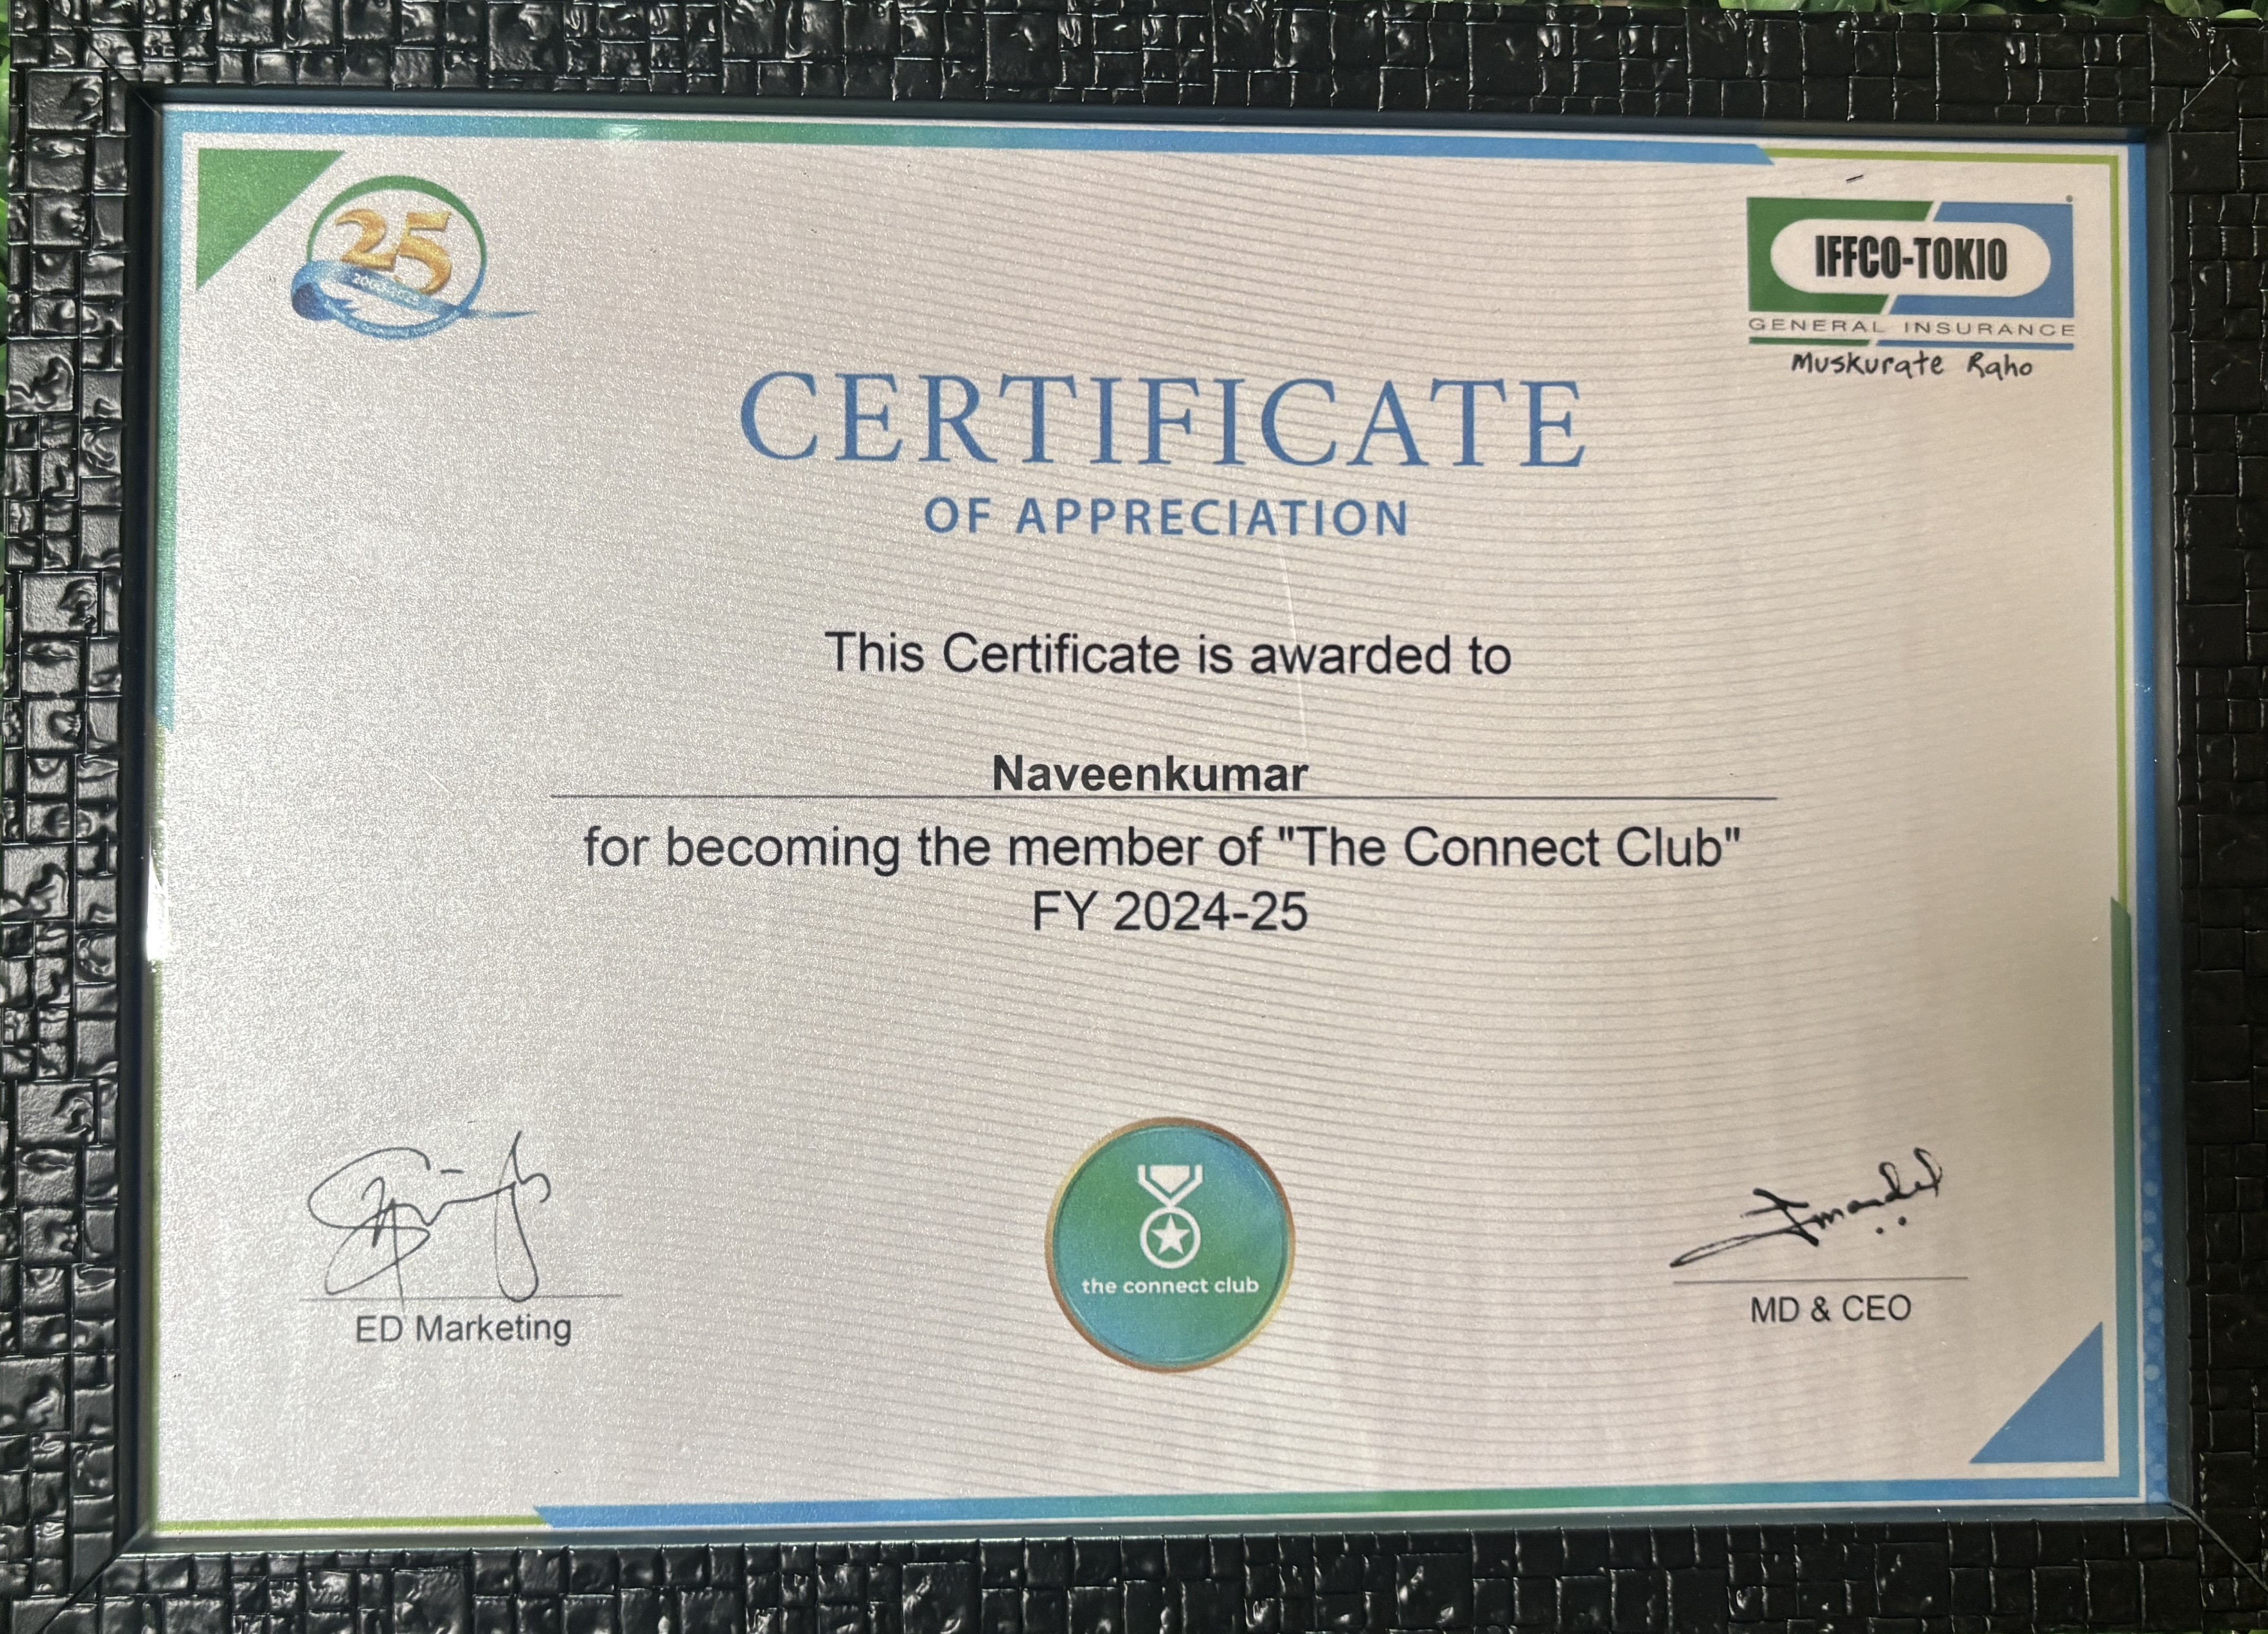 25
IFFCO-TOKIO
GENERAL INSURANCE
Muskurate Raho
CERTIFICATE
OF APPRECIATION
This Certificate is awarded to
Naveenkumar
for becoming the member of "The Connect Club"
FY 2024-25
the connect club
ED Marketing
MD & CEO